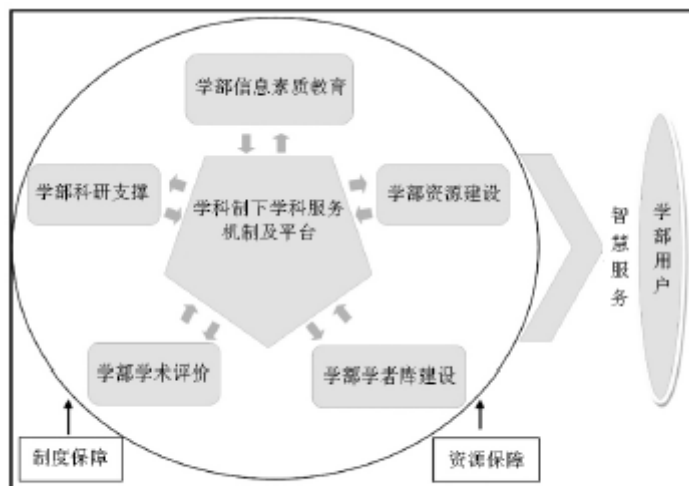 学部信息素质教育
学部科研支撑
学科制下学科服务
机制及平台
学部资源建设
学部学术评价
学部学者库建设
智慧服务
学部用户
制度保障
资源保障